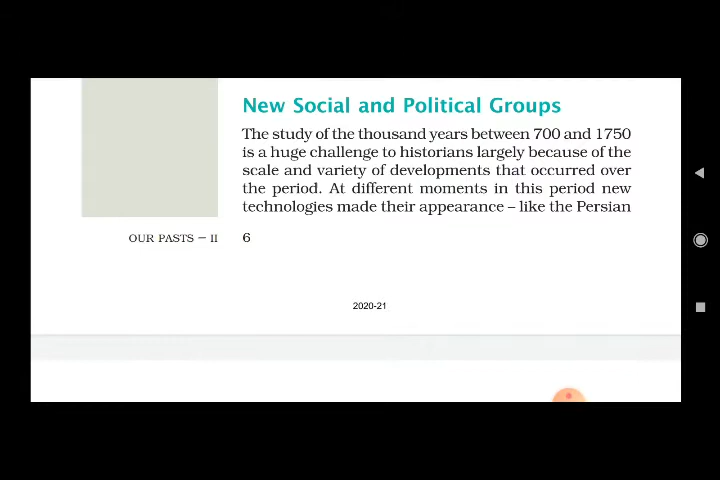 New Social and Political Groups
The study of the thousand years between 700 and 1750
is a huge challenge to historians largely because of the
scale and variety of developments that occurred over
the period. At different moments in this period new
technologies made their appearance – like the Persian
OUR PASTS – II 6
2020-21